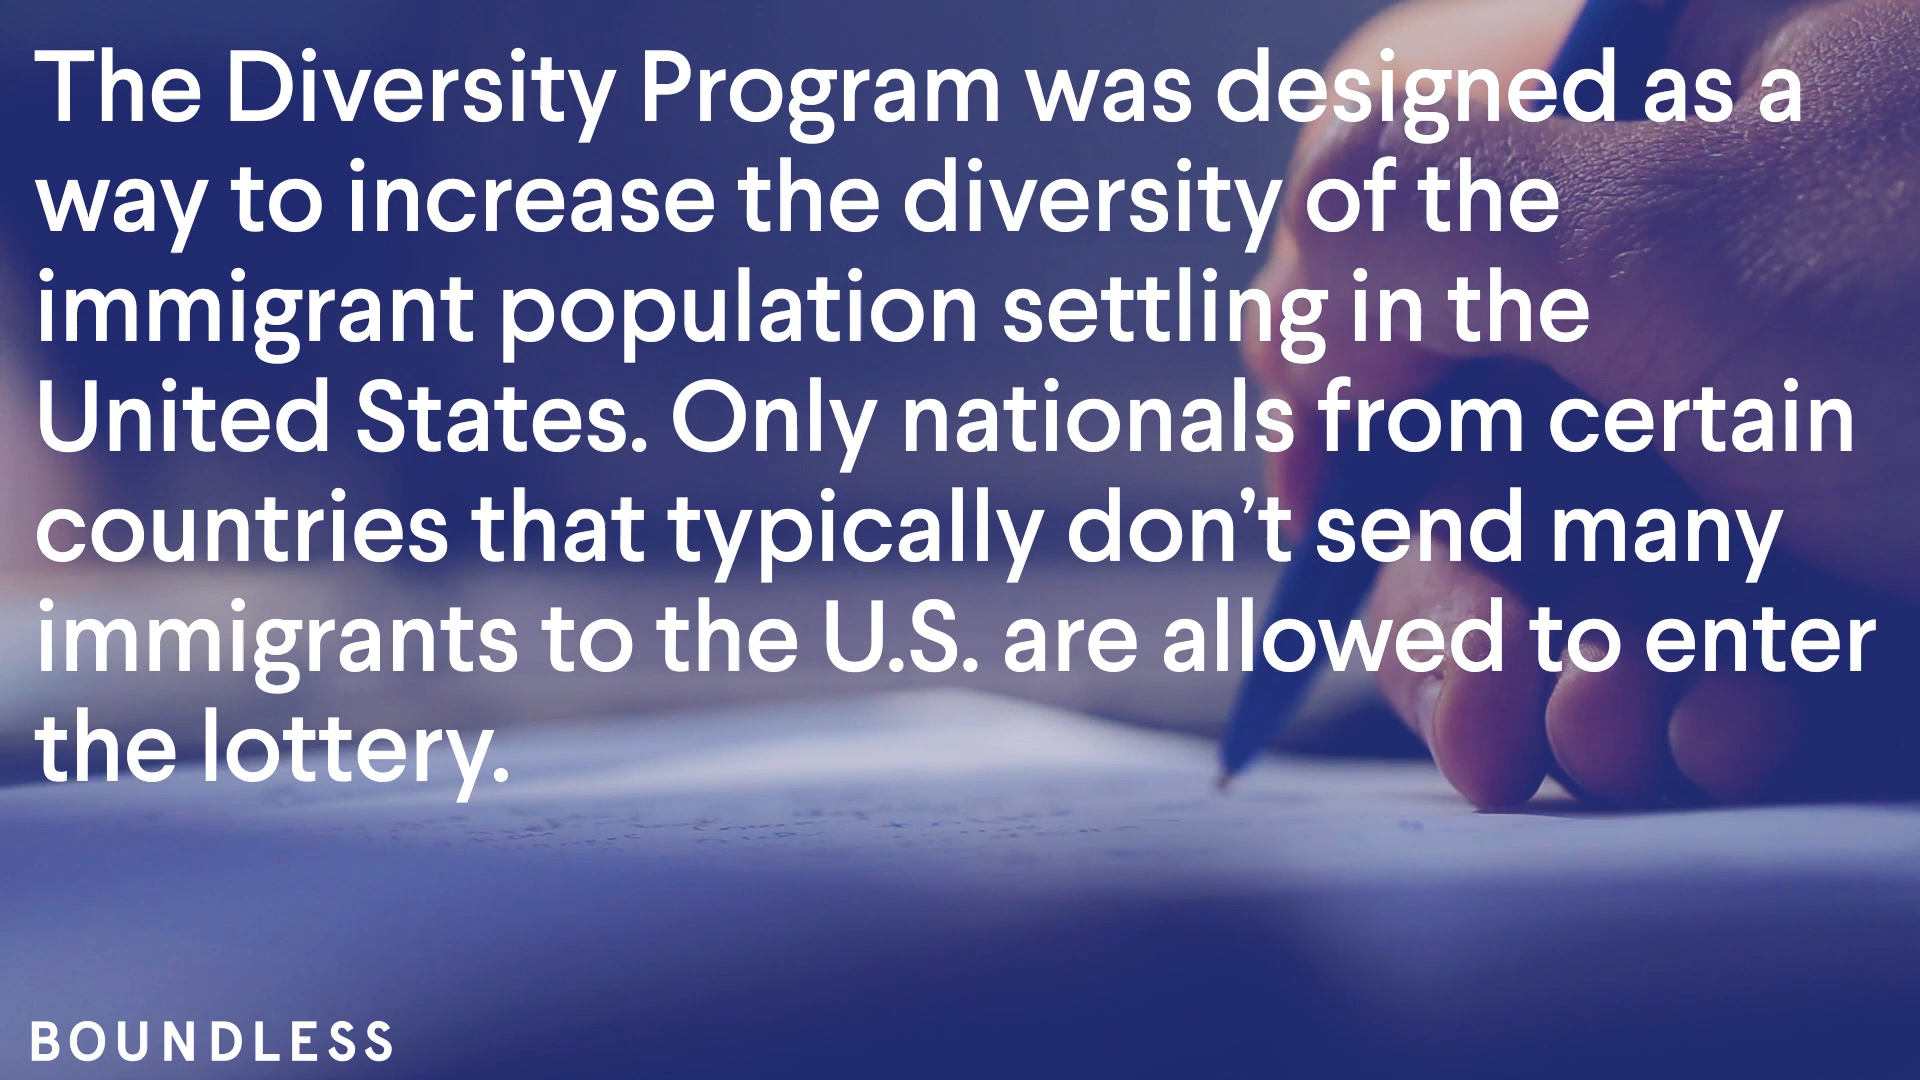 The Diversity Program was designed as a
way to increase the diversity of the
immigrant population settling in the
United States. Only nationals from certain
countries that typically don’t send many
immigrants to the U.S. are allowed to enter
the lottery.
BOUNDLESS